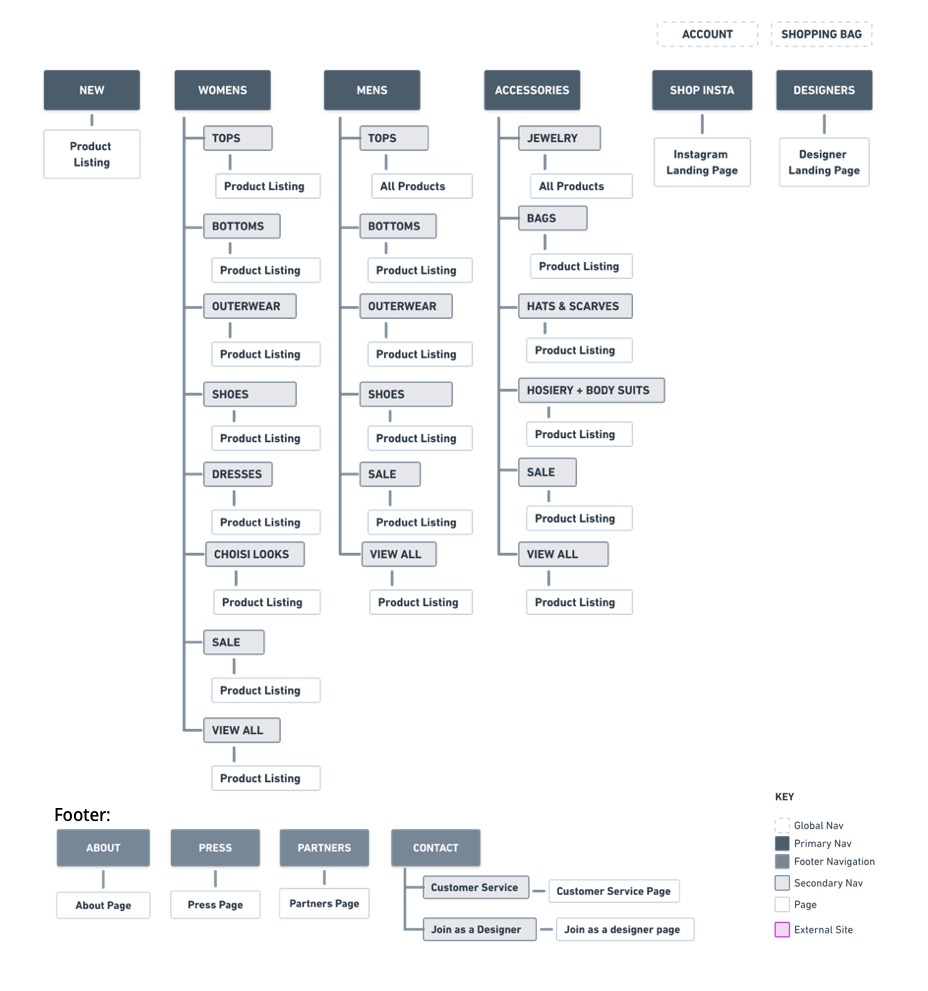 ACCOUNT
SHOPPING BAG
NEW
WOMENS
MENS
ACCESSORIES
SHOP INSTA
DESIGNERS
Product
Listing
TOPS
Product Listing
BOTTOMS
Product Listing
OUTERWEAR
Product Listing
SHOES
Product Listing
DRESSES
Product Listing
CHOISI LOOKS
Product Listing
SALE
Product Listing
VIEW ALL
Product Listing
TOPS
All Products
BOTTOMS
Product Listing
OUTERWEAR
Product Listing
SHOES
Product Listing
SALE
Product Listing
VIEW ALL
Product Listing
JEWELRY
All Products
BAGS
Product Listing
HATS & SCARVES
Product Listing
HOSIERY + BODY SUITS
Product Listing
SALE
Product Listing
VIEW ALL
Product Listing
Instagram
Landing Page
Designer
Landing Page
Footer:
ABOUT
About Page
PRESS
Press Page
PARTNERS
Partners Page
CONTACT
Customer Service
Customer Service Page
Join as a Designer
Join as a designer page
KEY
Global Nav
Primary Nav
Footer Navigation
Secondary Nav
Page
External Site